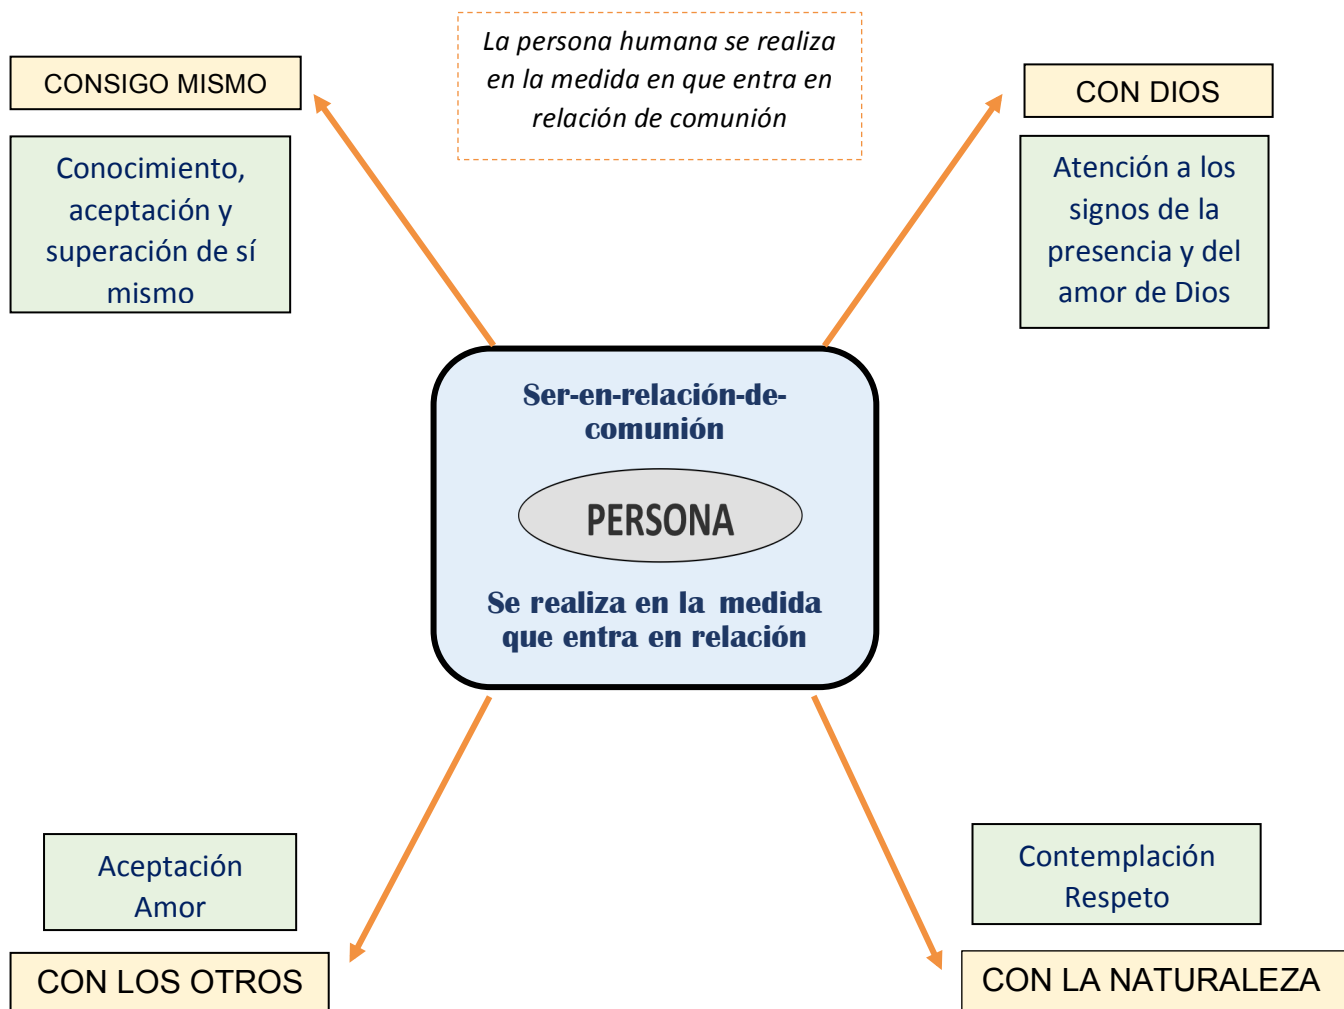 La persona humana se realiza
en la medida en que entra en
relación de comunión
CONSIGO MISMO
Conocimiento,
aceptación y
superación de sí
mismo
CON DIOS
Atención a los
signos de la
presencia y del
amor de Dios
Ser-en-relación-de-
comunión
PERSONA
Se realiza en la medida
que entra en relación
Aceptación
Amor
CON LOS OTROS
Contemplación
Respeto
CON LA NATURALEZA